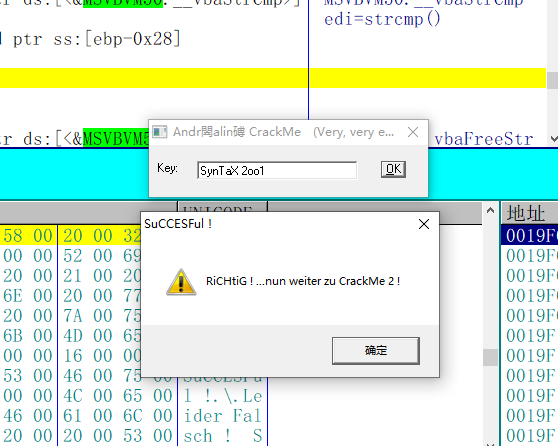 tr ds:[<&MSVBVM50.__vbaStrCmp>] MSVBVM50.__vbaStrCmp
edi=strcmp()
d ptr ss:[ebp-0x28]
tr ds:[<&MSVBVM5 vbaFreeStr
Andr閩alin磗 CrackMe (Very, very e...
Key: SynTaX 2oo1 OK
UNICODE 地址
SuCCESFul !
RiCHtiG ! ...nun weiter zu CrackMe 2 !
确定
58 00 20 00 32 0019F
00 00 52 00 69 0019F
21 00 20 00 0019F
6E 00 20 00 77 0019F
20 00 7A 00 75 0019F
6B 00 4D 00 65 0019F
00 00 16 00 00 0019F
53 00 46 00 75 00 SuCCESFu 0019F
00 00 4C 00 65 00 l !.\.Le 0019F
46 00 61 00 6C 00 ider Fal 0019F
20 00 20 00 53 00 sch ! S 0019F